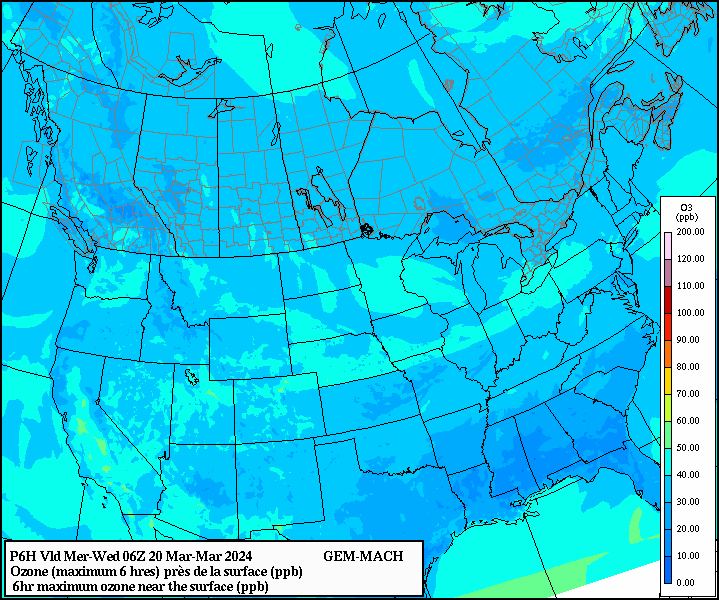 O3
(ppb)
200.00
120.00
110.00
100.00
90.00
80.00
70.00
60.00
50.00
40.00
30.00
20.00
10.00
0.00
P6H Vld Mer-Wed 06Z 20 Mar-Mar 2024 GEM-MACH
Ozone (maximum 6 hres) près de la surface (ppb)
6hr maximum ozone near the surface (ppb)